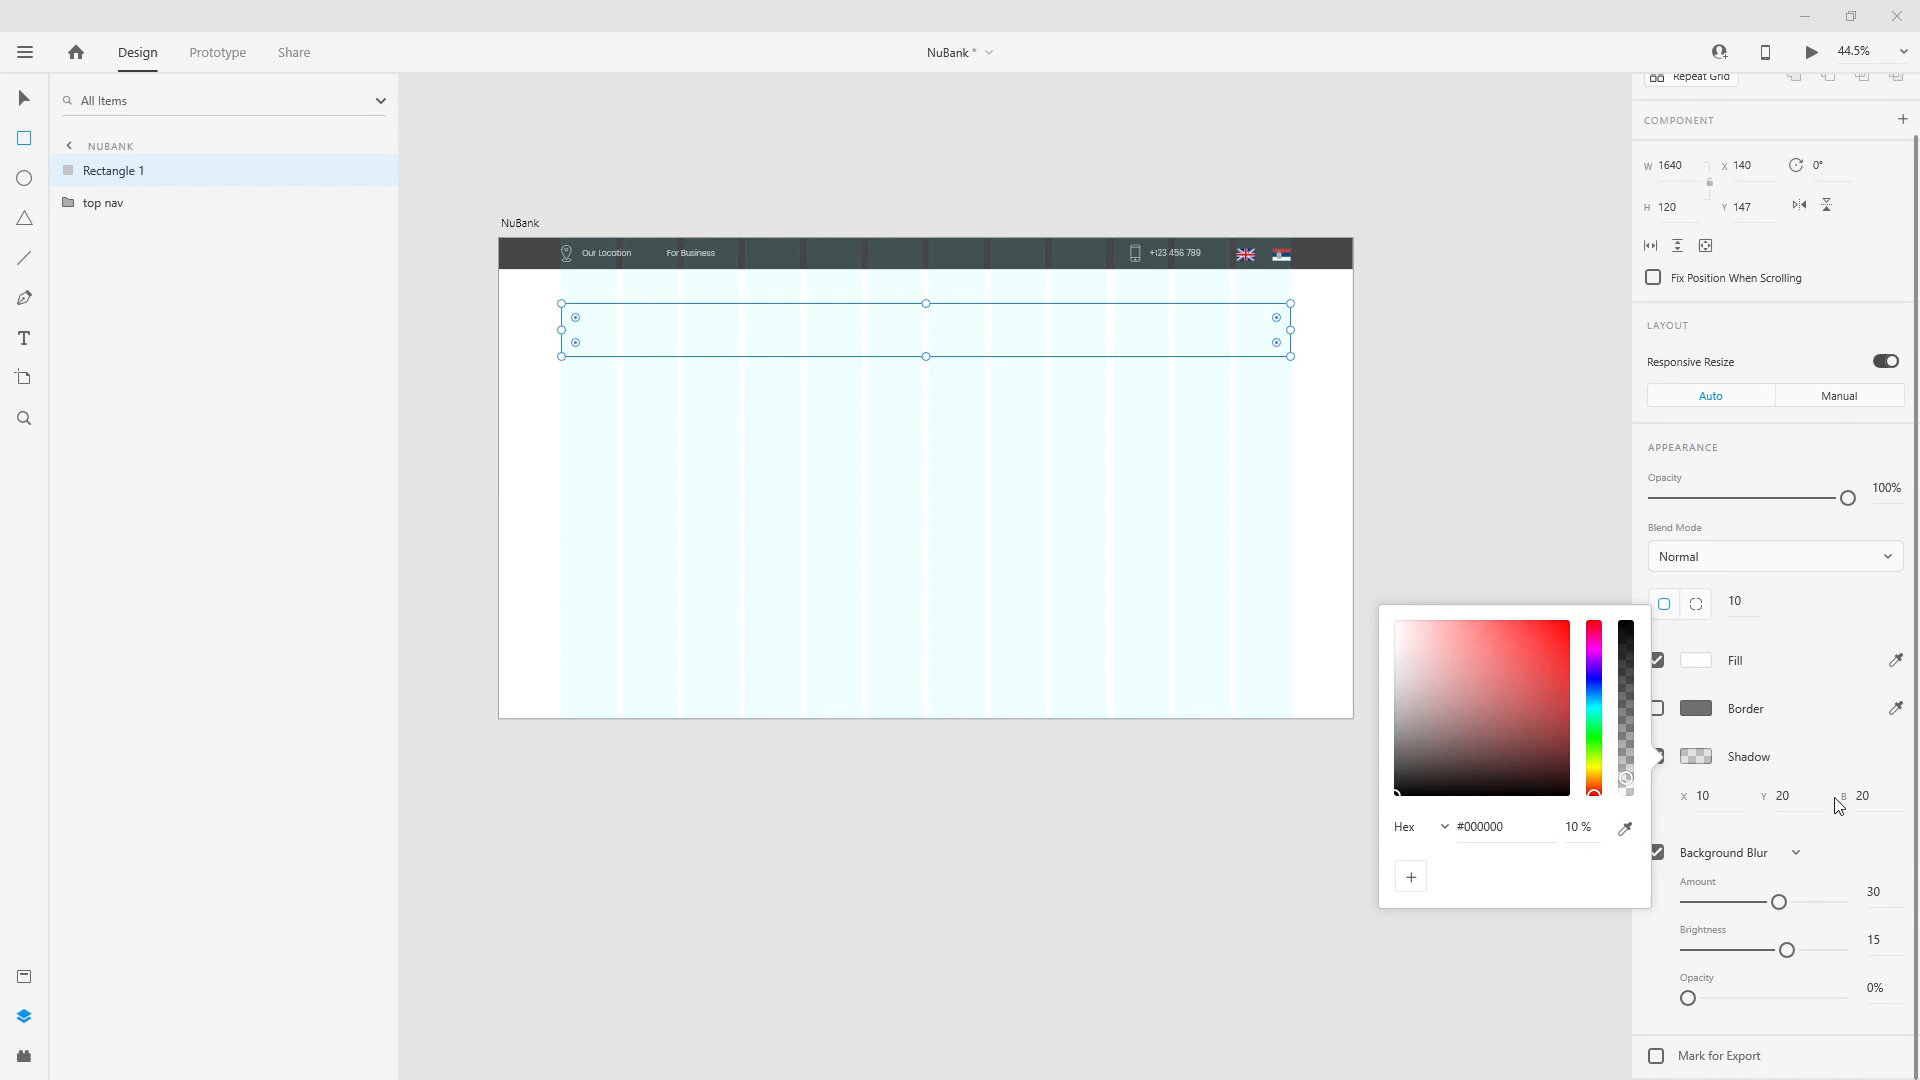 Design Prototype Share
NuBank *
44.5%
All Items
NUBANK
Rectangle 1
top nav
NuBank
Our Location For Business +123 456 789
Repeat Grid
COMPONENT
W 1640 X 140 0°
H 120 Y 147
Fix Position When Scrolling
LAYOUT
Responsive Resize
Auto Manual
APPEARANCE
Opacity
100%
Blend Mode
Normal
10
Fill
Border
Shadow
X 10 Y 20 B 20
Hex #000000 10 %
+
Background Blur
Amount
30
Brightness
15
Opacity
0%
Mark for Export